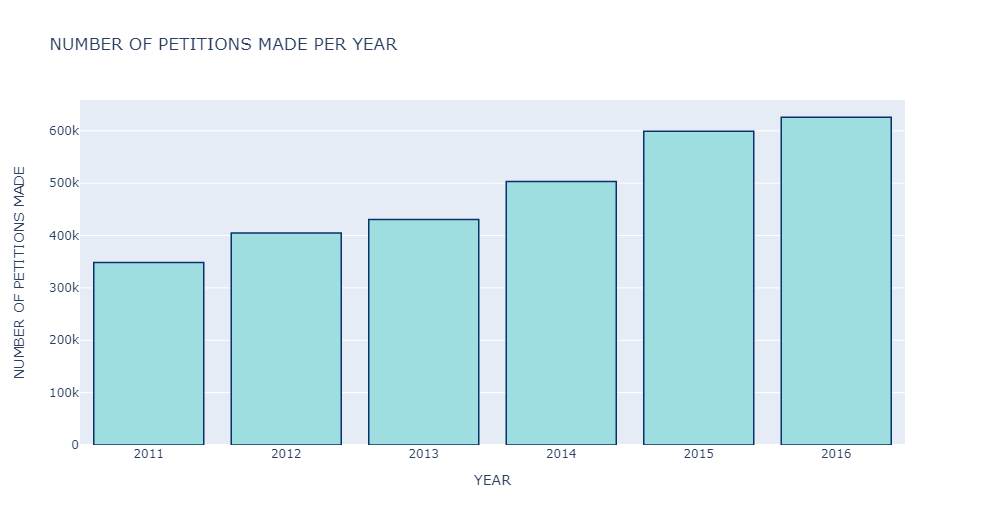 NUMBER OF PETITIONS MADE PER YEAR
NUMBER OF PETITIONS MADE
600k
500k
400k
300k
200k
100k
0
2011 2012 2013 2014 2015 2016
YEAR